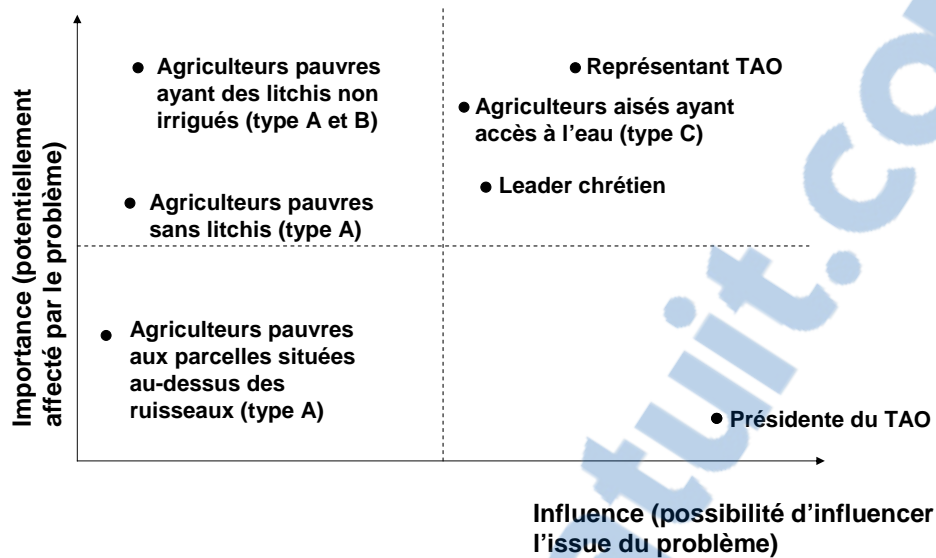 Importance (potentiellement
affecté par le problème)
Agriculteurs pauvres
ayant des litchis non
irrigués (type A et B)
Représentant TAO
Agriculteurs aisés ayant
accès à l'eau (type C)
Leader chrétien
Agriculteurs pauvres
sans litchis (type A)
Agriculteurs pauvres
aux parcelles situées
au-dessus des
ruisseaux (type A)
Présidente du TAO
Influence (possibilité d'influencer
l'issue du problème)